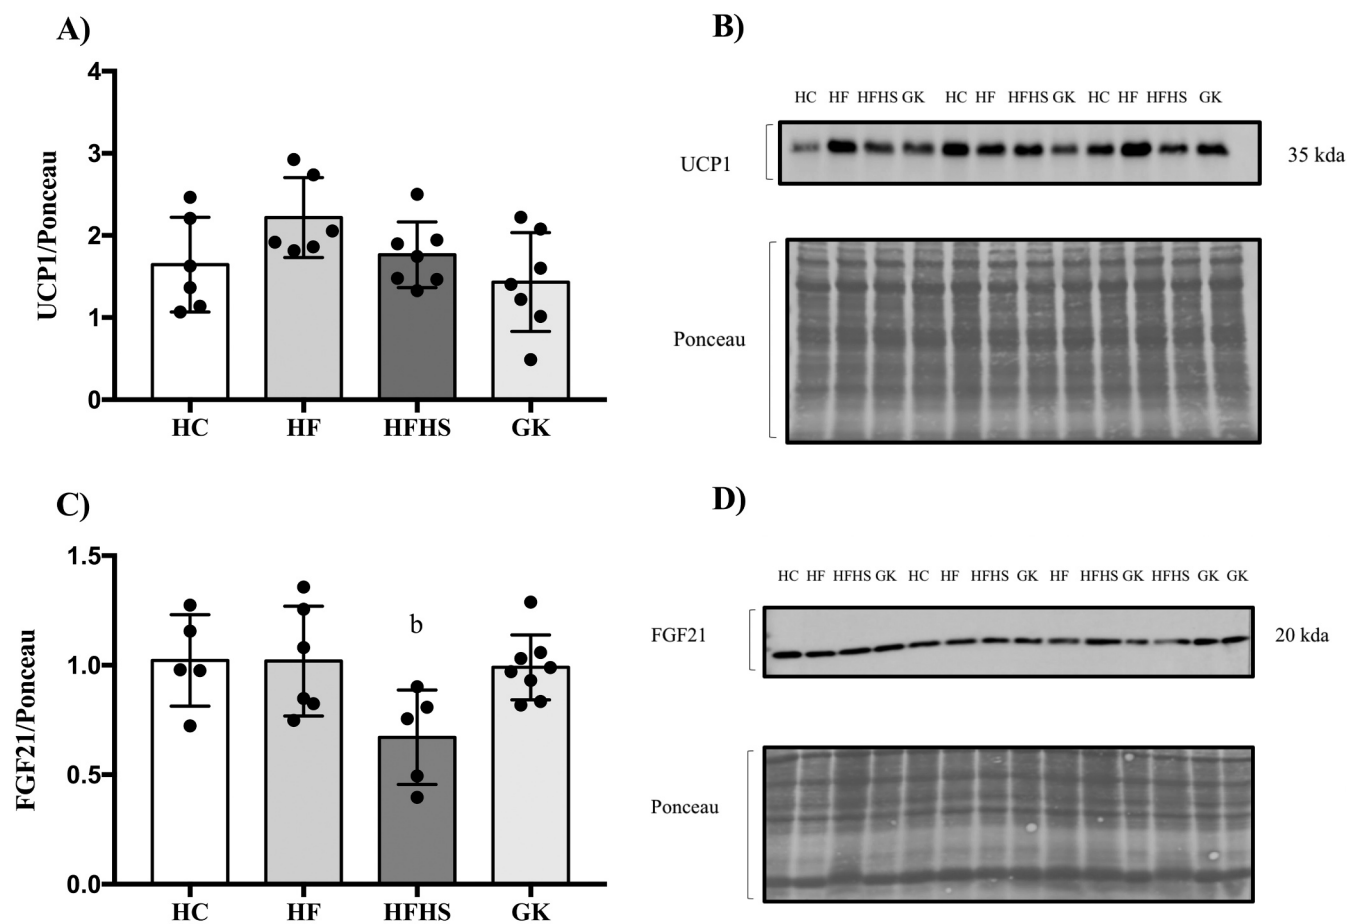 A)
4
3
2
1
0
UCP1/Ponceau
HC HF HFHS GK
B)
HC HF HFHS GK HC HF HFHS GK HC HF HFHS GK
UCP1
35 kda
Ponceau
C)
1.5
1.0
0.5
0.0
FGF21/Ponceau
b
HC HF HFHS GK
D)
HC HF HFHS GK HC HF HFHS GK HF HFHS GK HFHS GK GK
FGF21
20 kda
Ponceau